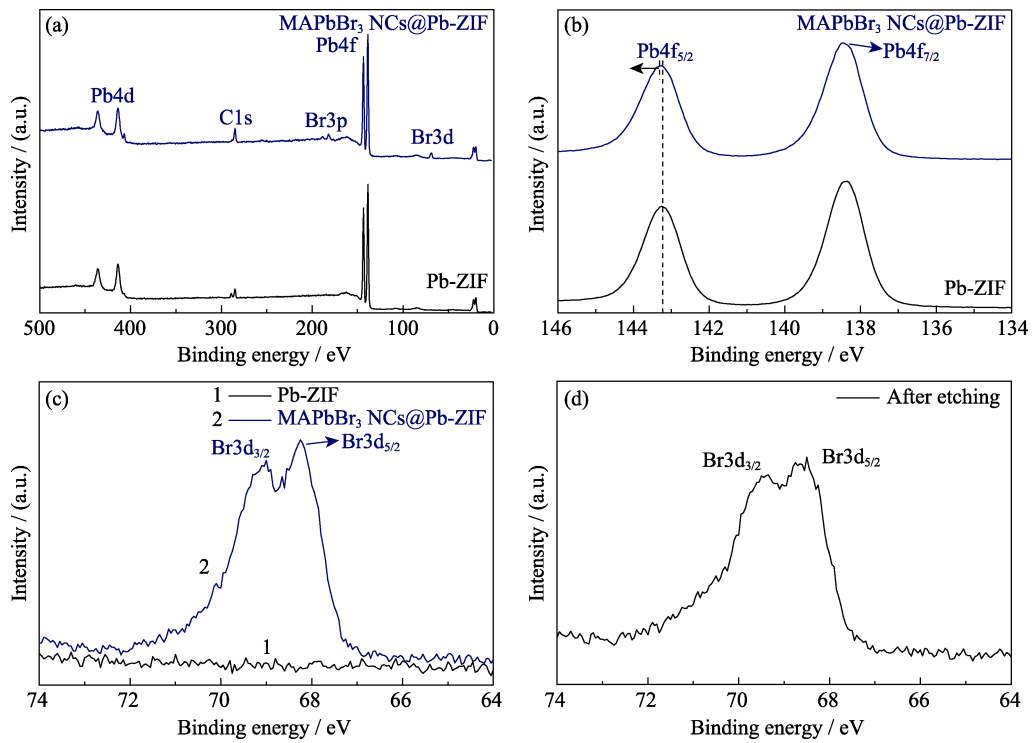 (a)
MAPbBr₃ NCs@Pb-ZIF
Pb4f
Pb4d
C1s
Br3p
Br3d
Pb-ZIF
Intensity / (a.u.)
500 400 300 200 100 0
Binding energy / eV
(b)
MAPbBr₃ NCs@Pb-ZIF
Pb4f₅/₂
Pb4f₇/₂
Pb-ZIF
Intensity / (a.u.)
146 144 142 140 138 136 134
Binding energy / eV
(c)
1 Pb-ZIF
2 MAPbBr₃ NCs@Pb-ZIF
Br3d₃/₂
Br3d₅/₂
2
1
Intensity / (a.u.)
74 72 70 68 66 64
Binding energy / eV
(d)
After etching
Br3d₃/₂
Br3d₅/₂
Intensity / (a.u.)
74 72 70 68 66 64
Binding energy / eV